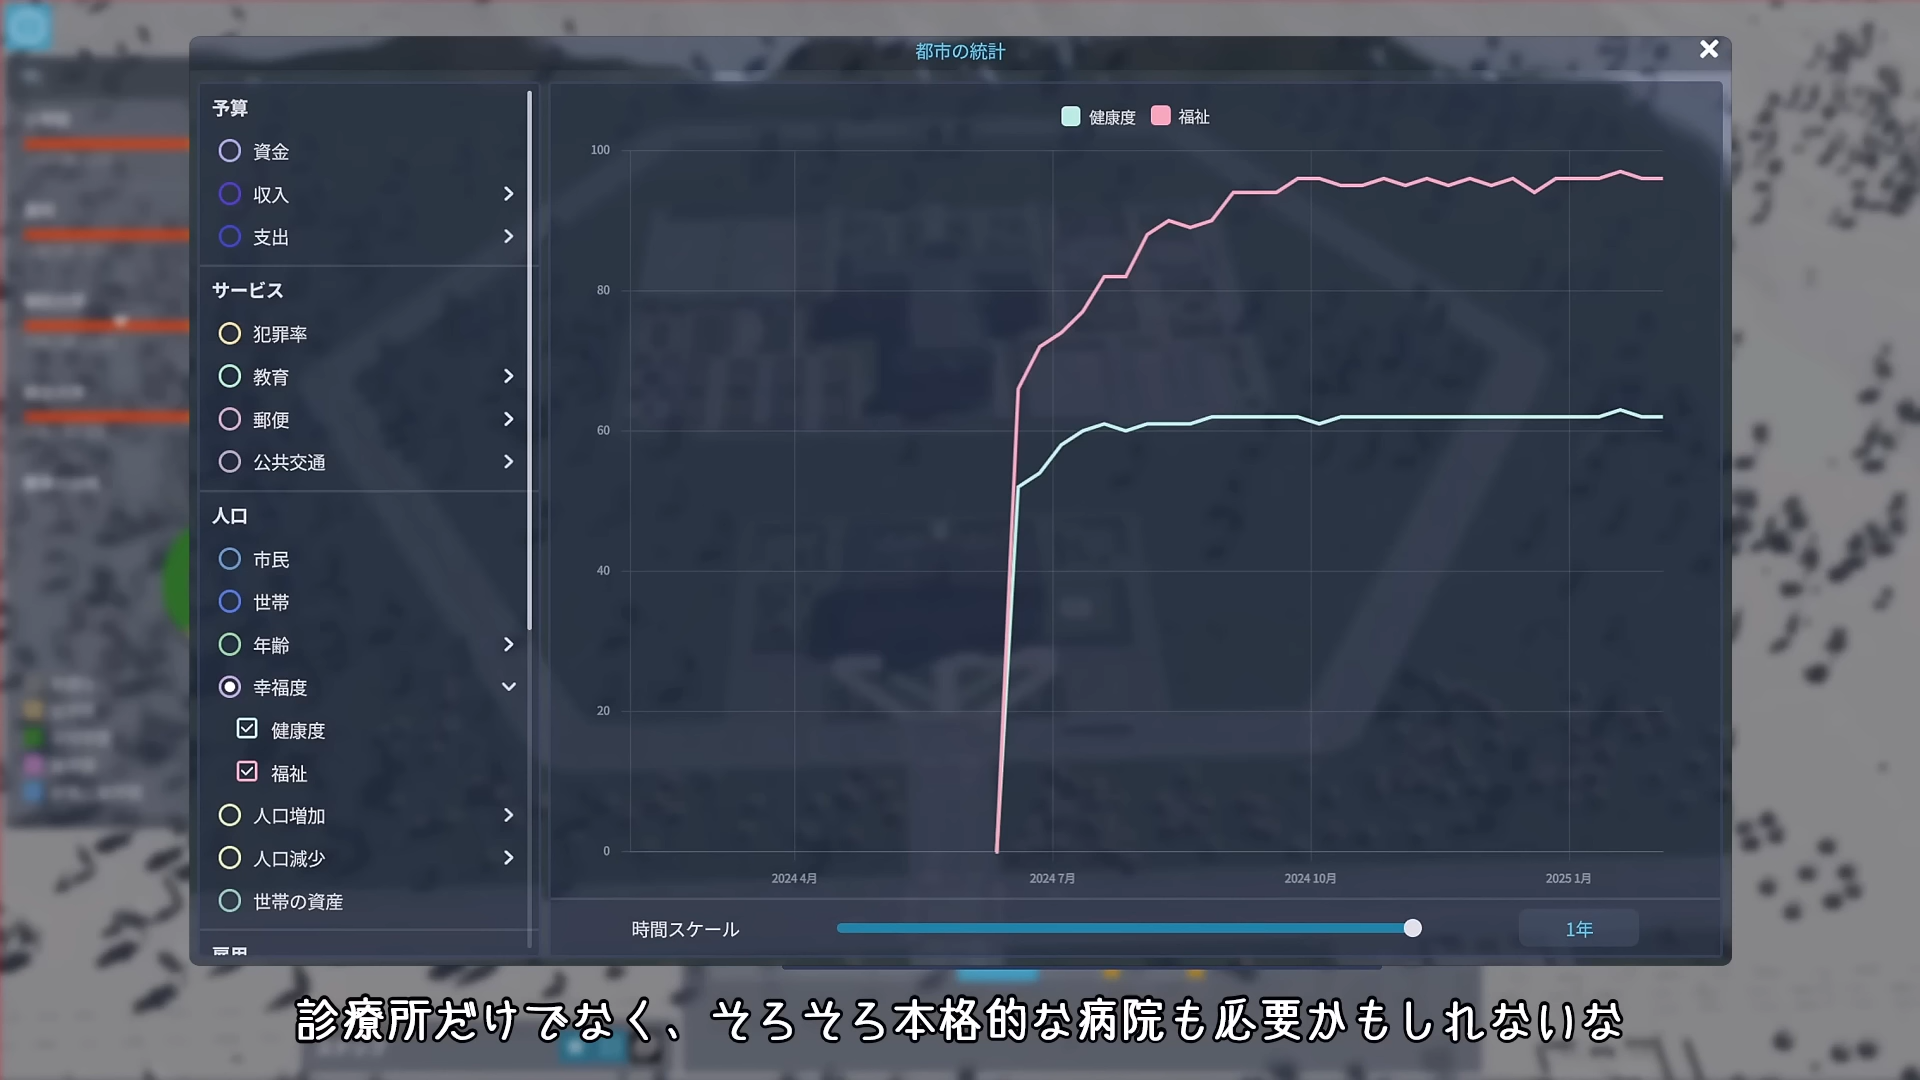 都市の統計
予算
資金
収入
支出
サービス
犯罪率
教育
郵便
公共交通
人口
市民
世帯
年齢
幸福度
健康度
福祉
人口増加
人口減少
世帯の資産
雇用
健康度 福祉
100
80
60
40
20
0
2024 4月 2024 7月 2024 10月 2025 1月
時間スケール 1年
診療所だけでなく、そろそろ本格的な病院も必要かもしれないな